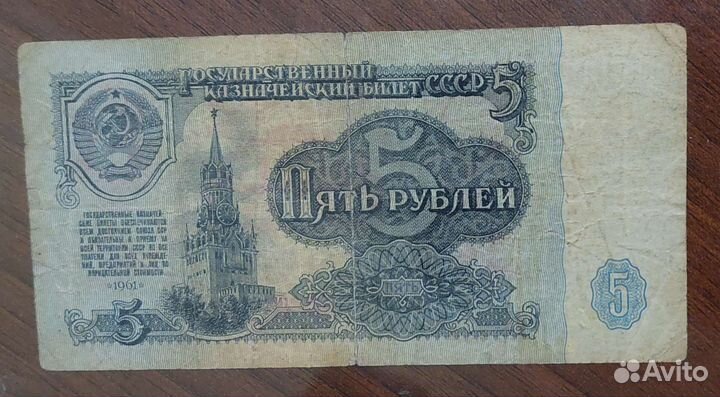 Государственный
казначейский билет СССР
5
Государственные казначей-
ские билеты обеспечиваются
всем достоянием Союза ССР
и обязательны к приему на
всей территории СССР во все
платежи для всех учрежде-
ний, предприятий и лиц по
нарицательной стоимости.
*1961*
5
Пять рублей
5
ПЯТЬ
5
5
Avito